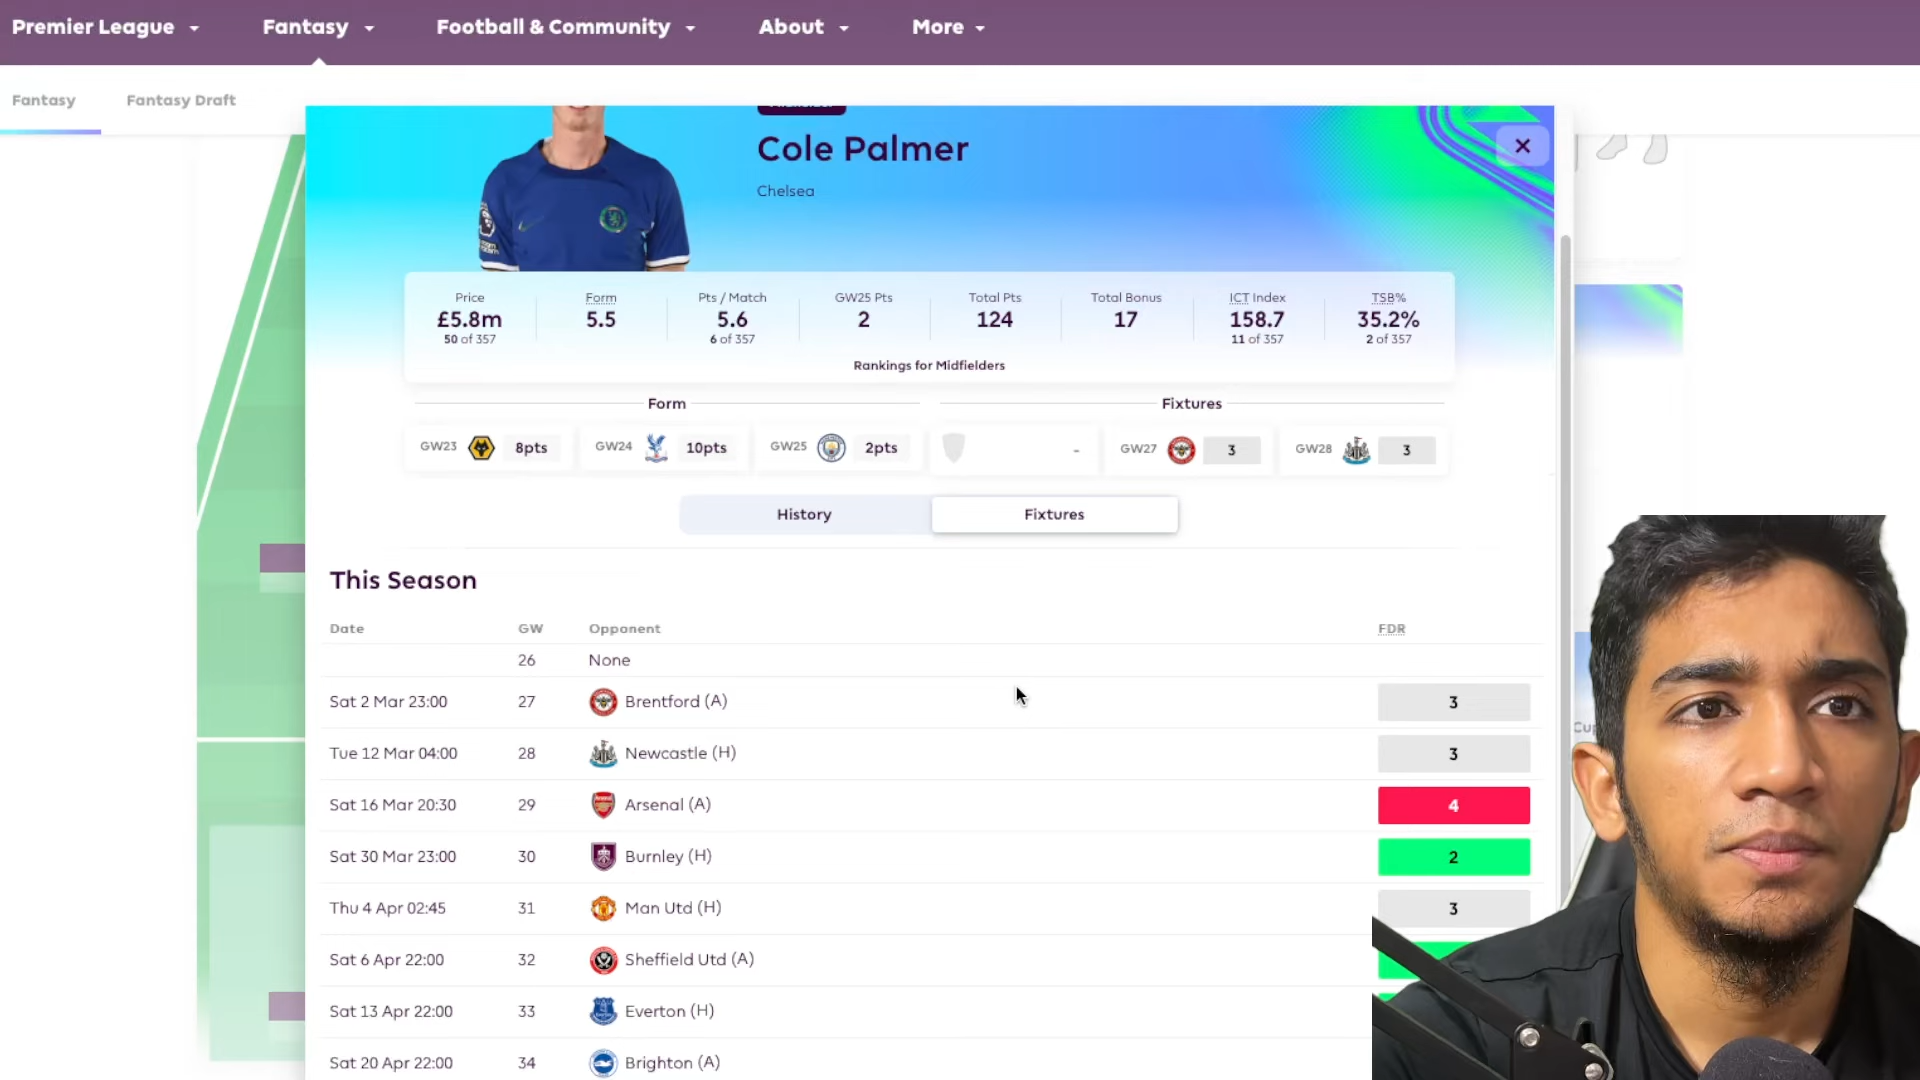 Premier League
Fantasy
Football & Community
About
More
Fantasy
Fantasy Draft
Cole Palmer
Chelsea
Price Form Pts / Match GW25 Pts Total Pts Total Bonus ICT Index TSB%
£5.8m 5.5 5.6 2 124 17 158.7 35.2%
50 of 357 6 of 357 11 of 357 2 of 357
Rankings for Midfielders
Form
Fixtures
GW23 8pts GW24 10pts GW25 2pts - GW27 3 GW28 3
History
Fixtures
This Season
Date GW Opponent FDR
26 None
Sat 2 Mar 23:00 27 Brentford (A) 3
Tue 12 Mar 04:00 28 Newcastle (H) 3
Sat 16 Mar 20:30 29 Arsenal (A) 4
Sat 30 Mar 23:00 30 Burnley (H) 2
Thu 4 Apr 02:45 31 Man Utd (H) 3
Sat 6 Apr 22:00 32 Sheffield Utd (A)
Sat 13 Apr 22:00 33 Everton (H)
Sat 20 Apr 22:00 34 Brighton (A)